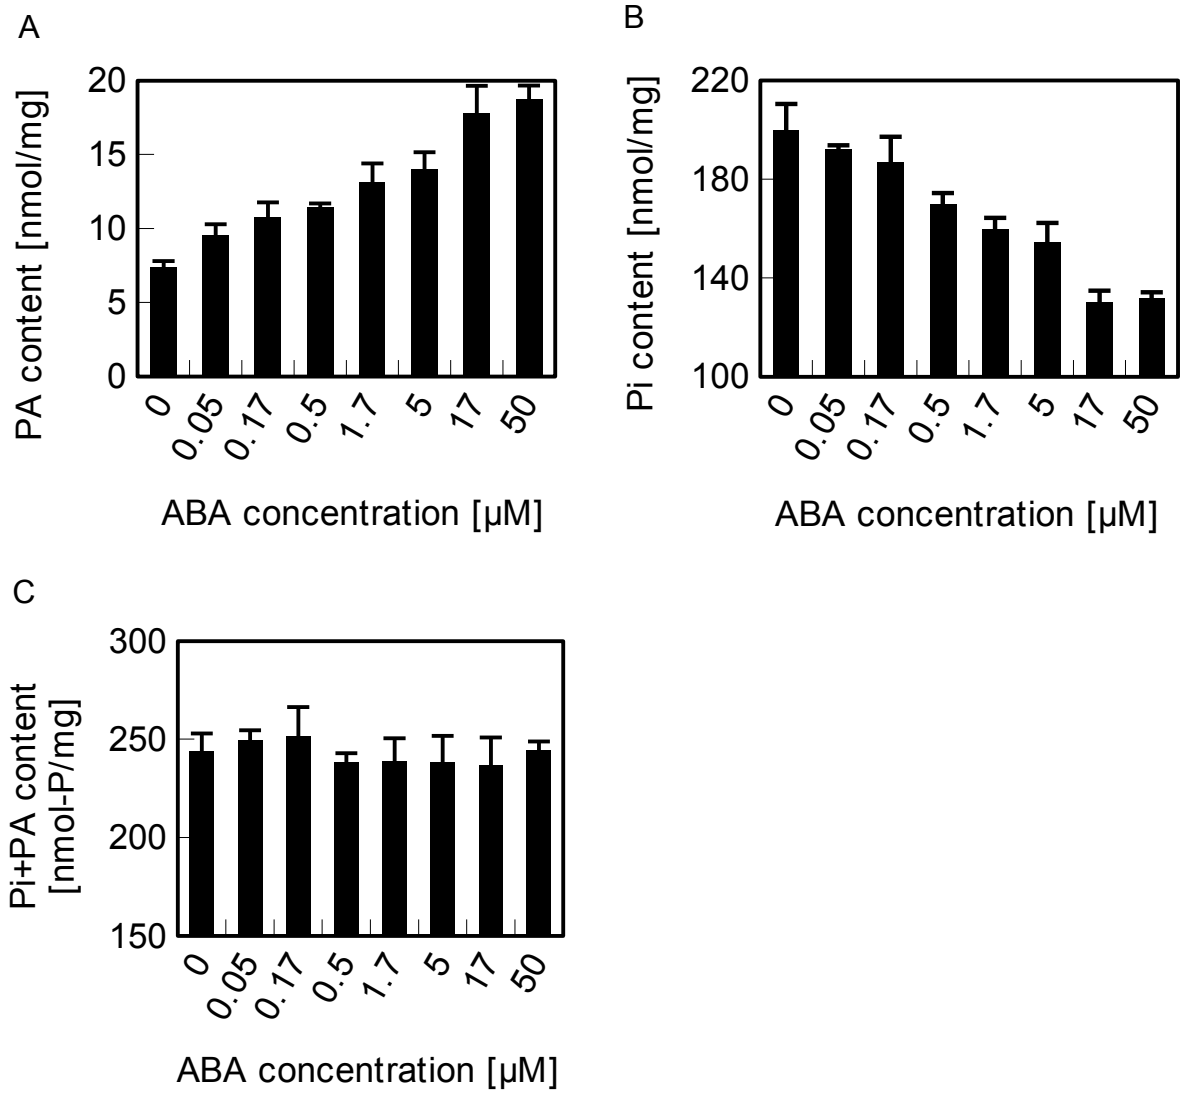 A
PA content [nmol/mg]
20
15
10
5
0
0 0.05 0.17 0.5 1.7 5 17 50
ABA concentration [µM]
B
Pi content [nmol/mg]
220
180
140
100
0 0.05 0.17 0.5 1.7 5 17 50
ABA concentration [µM]
C
Pi+PA content
[nmol-P/mg]
300
250
200
150
0 0.05 0.17 0.5 1.7 5 17 50
ABA concentration [µM]